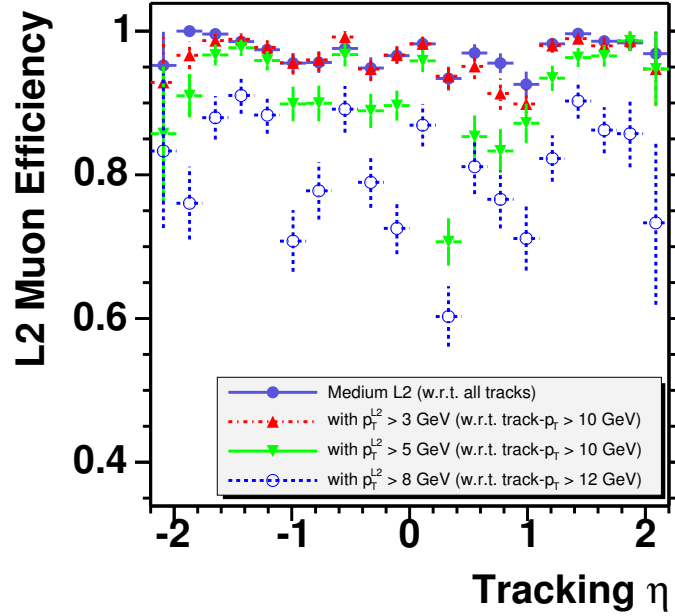 L2 Muon Efficiency
1
0.8
0.6
0.4
Medium L2 (w.r.t. all tracks)
with p_T^L2 > 3 GeV (w.r.t. track-p_T > 10 GeV)
with p_T^L2 > 5 GeV (w.r.t. track-p_T > 10 GeV)
with p_T^L2 > 8 GeV (w.r.t. track-p_T > 12 GeV)
-2 -1 0 1 2
Tracking η